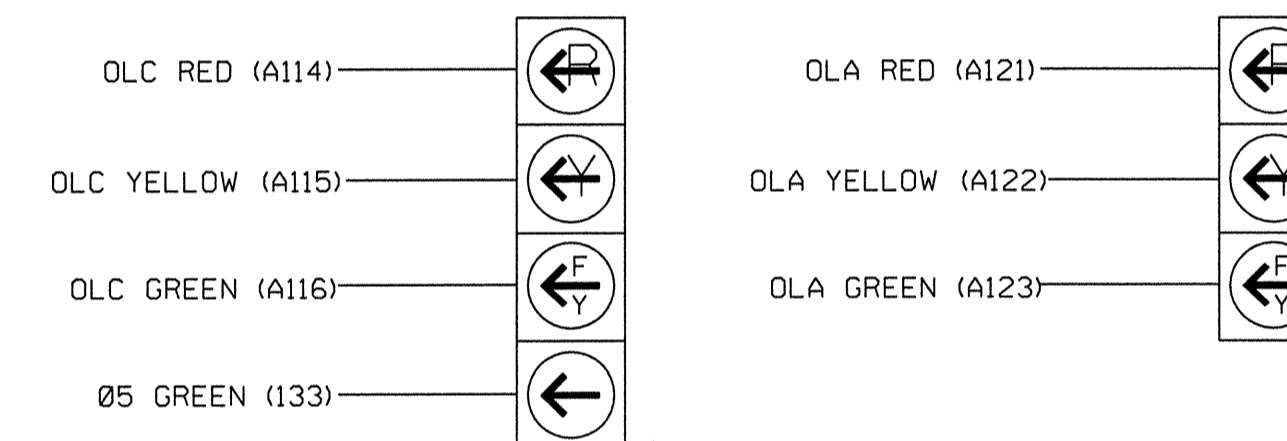 OLC RED (A114)
R
OLC YELLOW (A115)
Y
OLC GREEN (A116)
F
Y
Ø5 GREEN (133)
OLA RED (A121)
OLA YELLOW (A122)
Y
OLA GREEN (A123)
F
Y